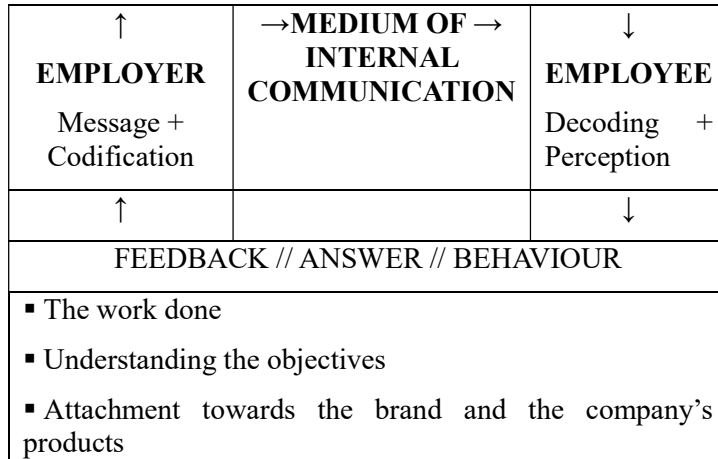 ↑
→MEDIUM OF →
↓
EMPLOYER
INTERNAL
EMPLOYEE
COMMUNICATION
Message +
Codification
Decoding +
Perception
↑
↓
FEEDBACK // ANSWER // BEHAVIOUR
▪ The work done
▪ Understanding the objectives
▪ Attachment towards the brand and the company's
products